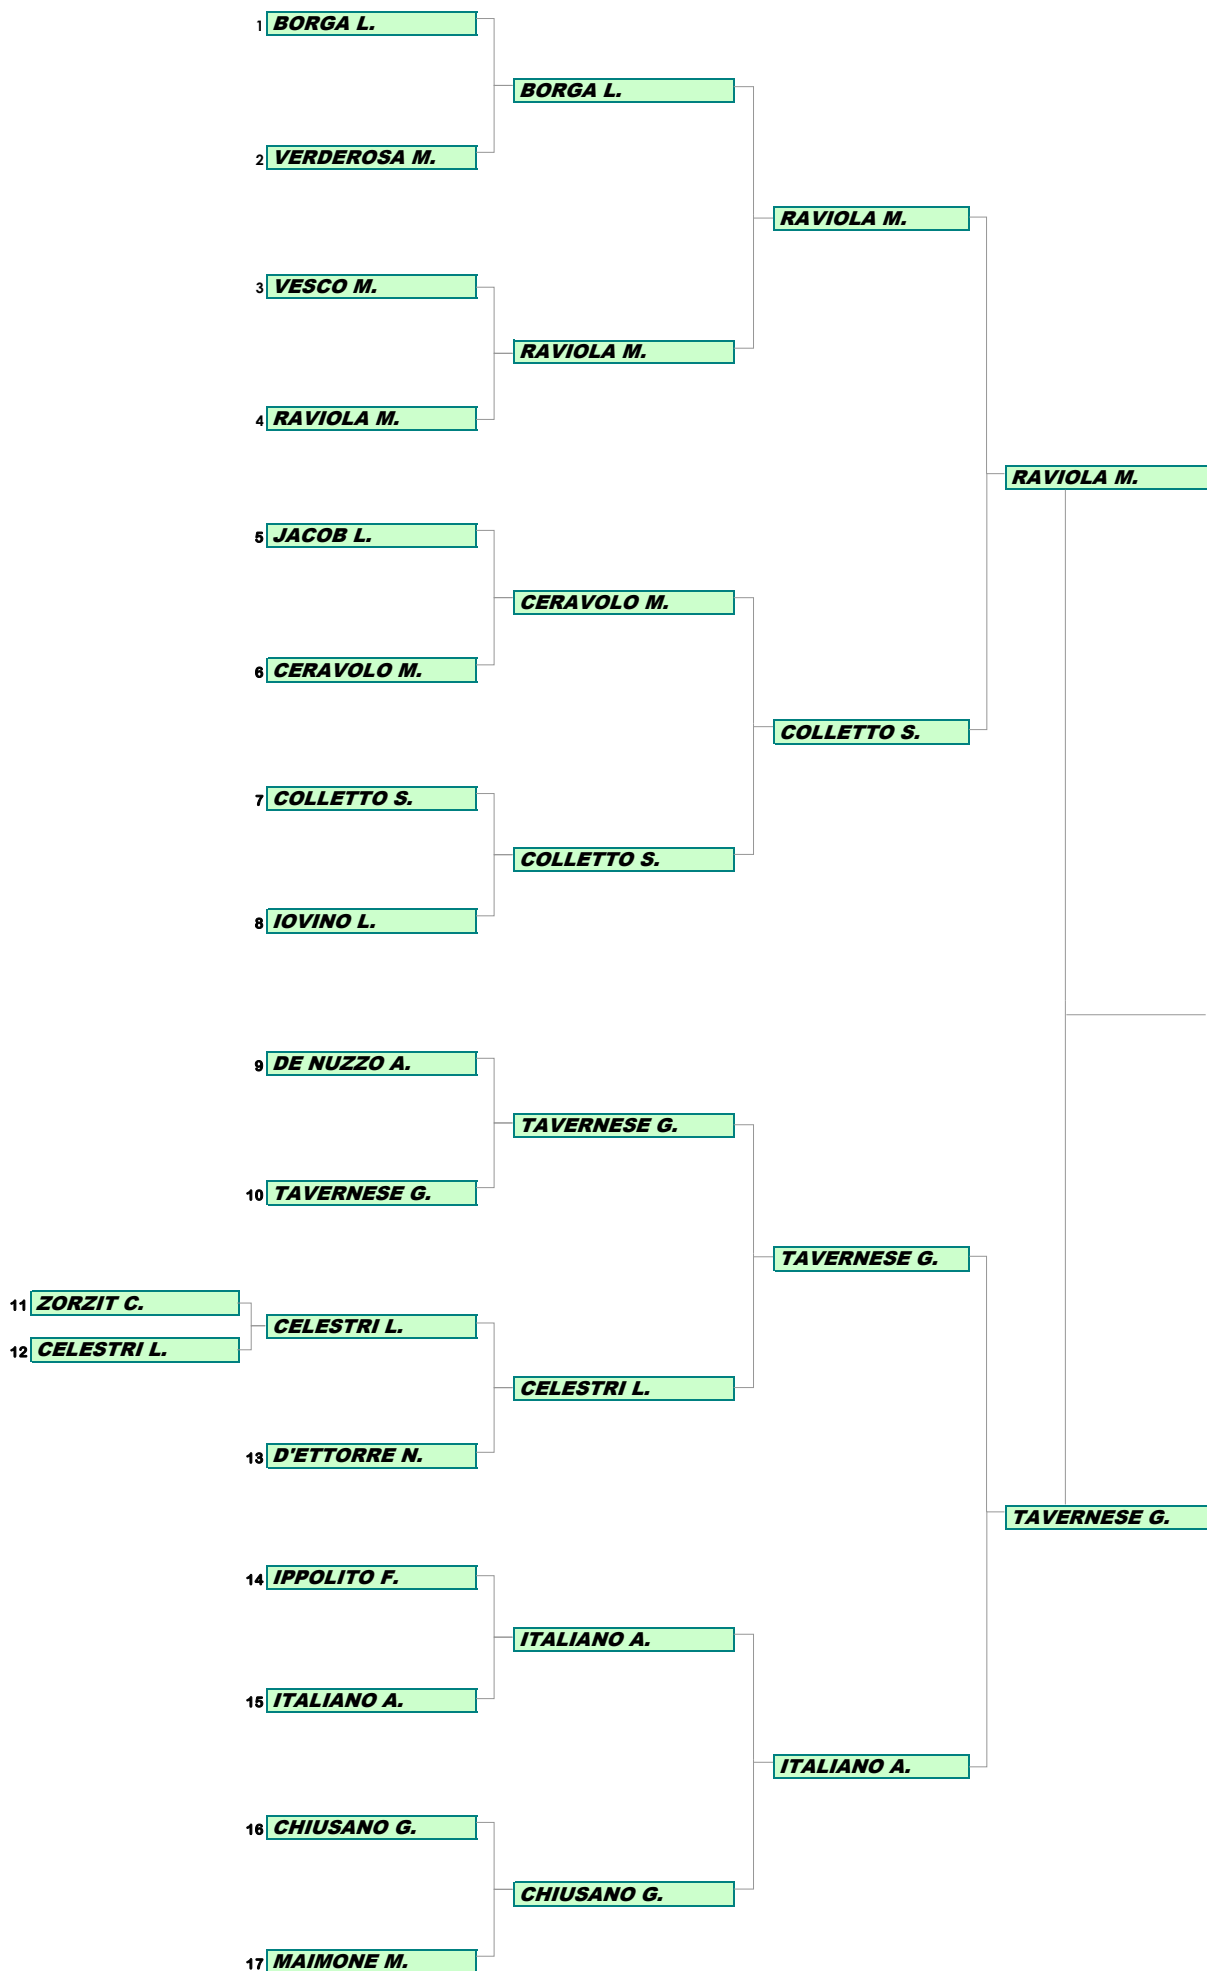 1 BORGA L.
BORGA L.
2 VERDEROSA M.
RAVIOLA M.
3 VESCO M.
RAVIOLA M.
4 RAVIOLA M.
RAVIOLA M.
5 JACOB L.
CERAVOLO M.
6 CERAVOLO M.
COLLETTO S.
7 COLLETTO S.
COLLETTO S.
8 IOVINO L.
9 DE NUZZO A.
TAVERNESE G.
10 TAVERNESE G.
TAVERNESE G.
11 ZORZIT C.
CELESTRI L.
12 CELESTRI L.
CELESTRI L.
13 D'ETTORRE N.
TAVERNESE G.
14 IPPOLITO F.
ITALIANO A.
15 ITALIANO A.
ITALIANO A.
16 CHIUSANO G.
CHIUSANO G.
17 MAIMONE M.